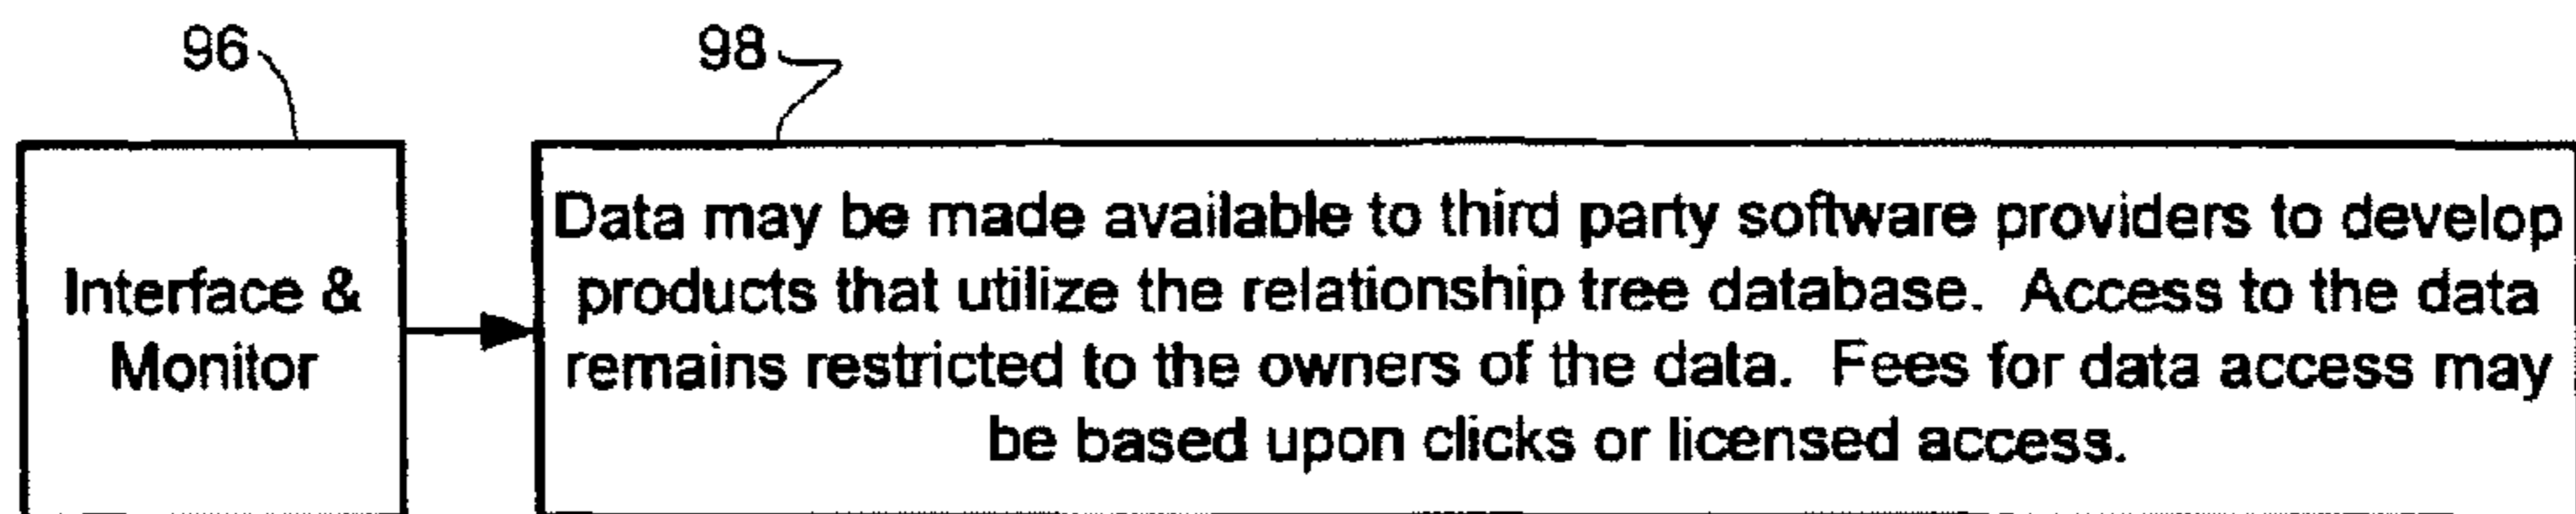 96
98
Interface &
Monitor
Data may be made available to third party software providers to develop
products that utilize the relationship tree database. Access to the data
remains restricted to the owners of the data. Fees for data access may
be based upon clicks or licensed access.